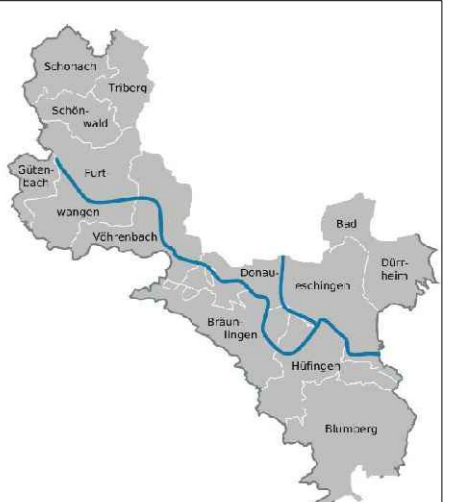 Schonach
Triberg
Schön-
wald
Güten-
bach
Furt-
wangen
Vöhrenbach
Bad
Dürr-
heim
Donau-
eschingen
Bräun-
lingen
Hüfingen
Blumberg